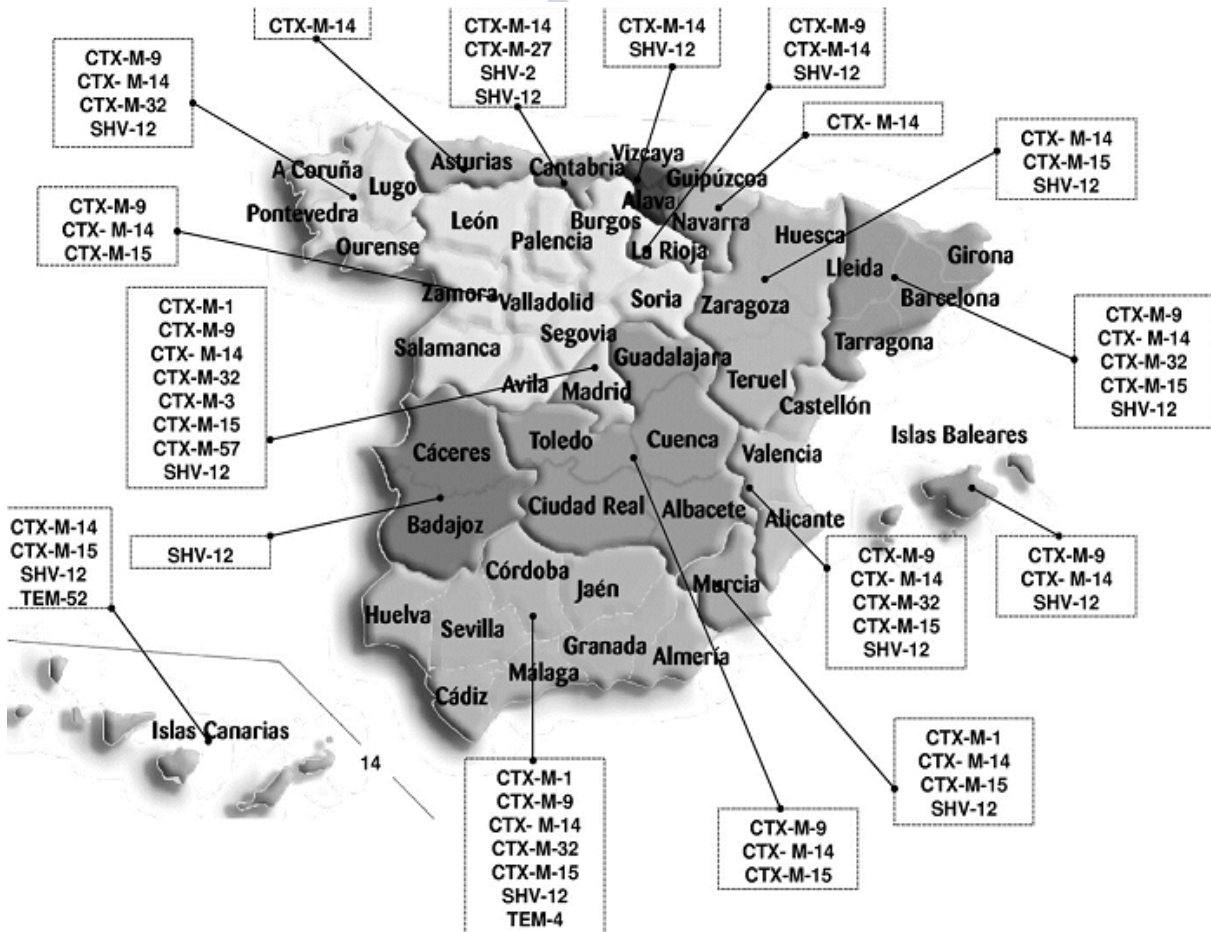 CTX-M-14
CTX-M-14
CTX-M-27
SHV-2
SHV-12
CTX-M-14
SHV-12
CTX-M-9
CTX-M-14
SHV-12
CTX-M-9
CTX- M-14
CTX-M-32
SHV-12
CTX- M-14
CTX- M-14
CTX-M-15
SHV-12
CTX-M-9
CTX- M-14
CTX-M-15
CTX-M-1
CTX-M-9
CTX- M-14
CTX-M-32
CTX-M-3
CTX-M-15
CTX-M-57
SHV-12
SHV-12
CTX-M-14
CTX-M-15
SHV-12
TEM-52
A Coruña
Lugo
Pontevedra
Ourense
Asturias
Cantabria
Vizcaya
Guipúzcoa
Alava
Navarra
León
Palencia
Burgos
La Rioja
Huesca
Lleida
Girona
Barcelona
Tarragona
Zamora
Valladolid
Soria
Zaragoza
Segovia
Salamanca
Avila
Madrid
Guadalajara
Teruel
Castellón
Cáceres
Toledo
Cuenca
Valencia
Islas Baleares
Badajoz
Ciudad Real
Albacete
Alicante
Córdoba
Jaén
Murcia
Huelva
Sevilla
Granada
Almería
Málaga
Cádiz
Islas Canarias
14
CTX-M-9
CTX- M-14
CTX-M-32
CTX-M-15
SHV-12
CTX-M-9
CTX- M-14
CTX-M-32
CTX-M-15
SHV-12
CTX-M-9
CTX- M-14
SHV-12
CTX-M-1
CTX- M-14
CTX-M-15
SHV-12
CTX-M-9
CTX- M-14
CTX-M-15
CTX-M-1
CTX-M-9
CTX- M-14
CTX-M-32
CTX-M-15
SHV-12
TEM-4